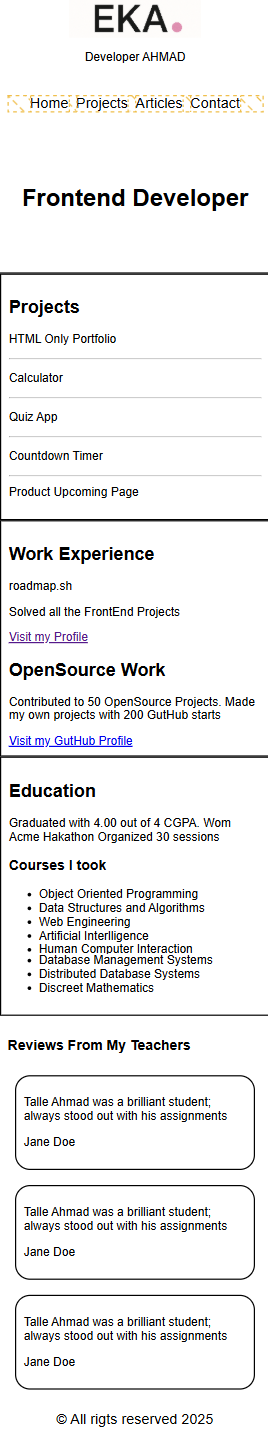 EKA.
Developer AHMAD
Home Projects Articles Contact
Frontend Developer
Projects
HTML Only Portfolio
Calculator
Quiz App
Countdown Timer
Product Upcoming Page
Work Experience
roadmap.sh
Solved all the FrontEnd Projects
Visit my Profile
OpenSource Work
Contributed to 50 OpenSource Projects. Made
my own projects with 200 GutHub starts
Visit my GutHub Profile
Education
Graduated with 4.00 out of 4 CGPA. Wom
Acme Hakathon Organized 30 sessions
Courses I took
• Object Oriented Programming
• Data Structures and Algorithms
• Web Engineering
• Artificial Interlligence
• Human Computer Interaction
• Database Management Systems
• Distributed Database Systems
• Discreet Mathematics
Reviews From My Teachers
Talle Ahmad was a brilliant student;
always stood out with his assignments
Jane Doe
Talle Ahmad was a brilliant student;
always stood out with his assignments
Jane Doe
Talle Ahmad was a brilliant student;
always stood out with his assignments
Jane Doe
© All rigts reserved 2025